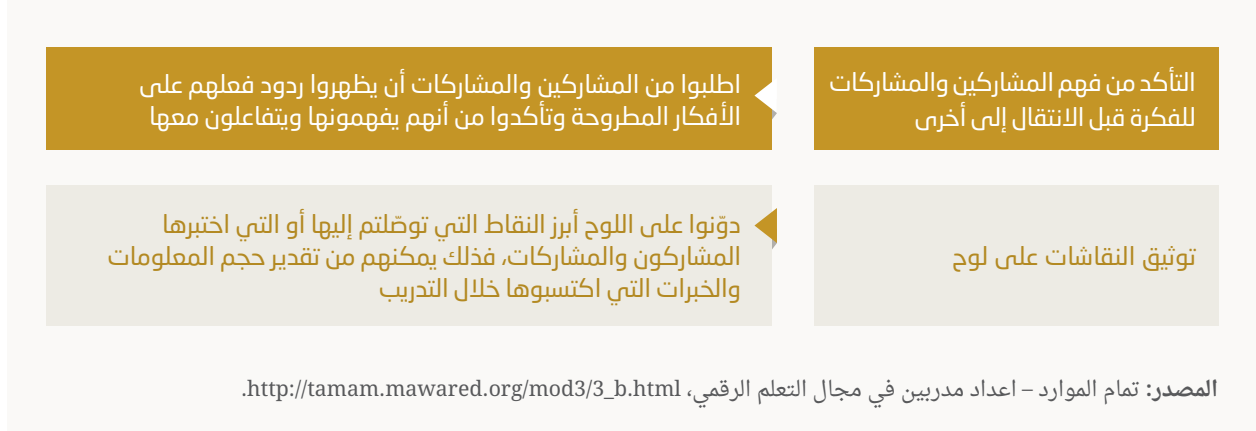 التأكد من فهم المشاركين والمشاركات
للفكرة قبل الانتقال إلى أخرى
اطلبوا من المشاركين والمشاركات أن يظهروا ردود فعلهم على
الأفكار المطروحة وتأكدوا من أنهم يفهمونها ويتفاعلون معها
توثيق النقاشات على لوح
دوّنوا على اللوح أبرز النقاط التي توصّلتم إليها أو التي اختبرها
المشاركون والمشاركات، فذلك يمكنهم من تقدير حجم المعلومات
والخبرات التي اكتسبوها خلال التدريب
المصدر: تمام الموارد – اعداد مدربين في مجال التعلم الرقمي، http://tamam.mawared.org/mod3/3_b.html.